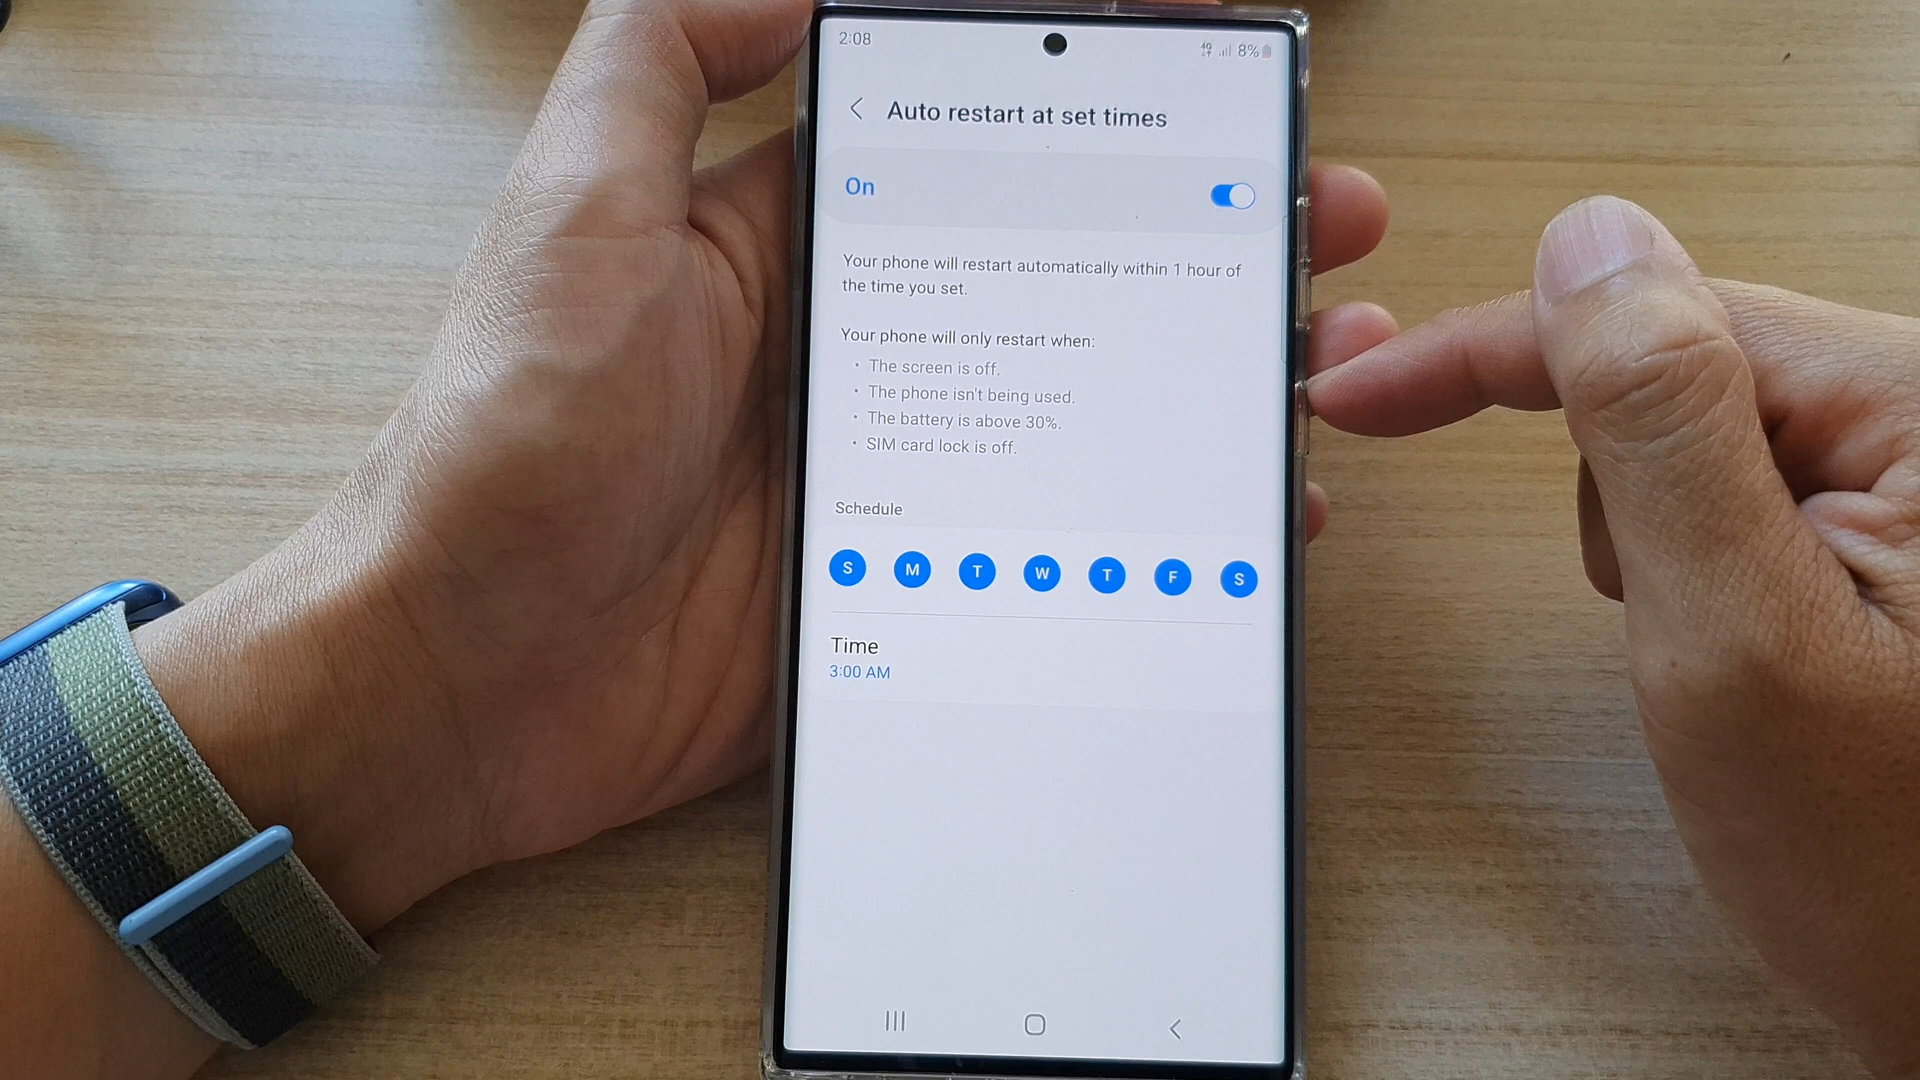 2:08
4G 8%
Auto restart at set times
On
Your phone will restart automatically within 1 hour of
the time you set.
Your phone will only restart when:
• The screen is off.
• The phone isn't being used.
• The battery is above 30%.
• SIM card lock is off.
Schedule
S M T W T F S
Time
3:00 AM